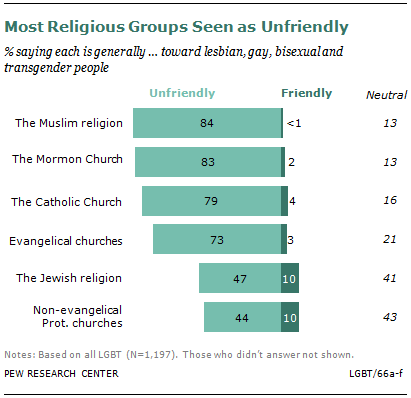 Most Religious Groups Seen as Unfriendly
% saying each is generally ... toward lesbian, gay, bisexual and
transgender people
Unfriendly Friendly Neutral
The Muslim religion 84 <1 13
The Mormon Church 83 2 13
The Catholic Church 79 4 16
Evangelical churches 73 3 21
The Jewish religion 47 10 41
Non-evangelical
Prot. churches 44 10 43
Notes: Based on all LGBT (N=1,197). Those who didn't answer not shown.
PEW RESEARCH CENTER LGBT/66a-f